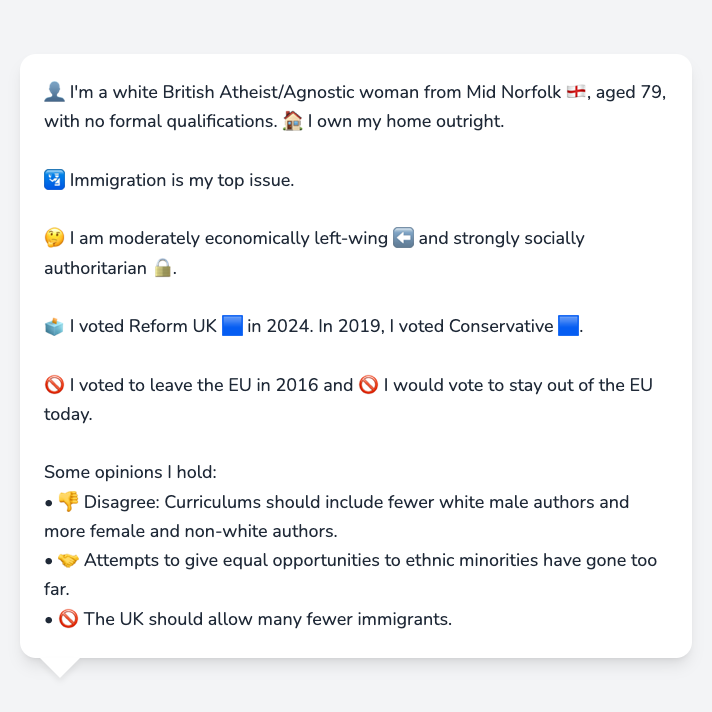 👤 I'm a white British Atheist/Agnostic woman from Mid Norfolk 🏴󠁧󠁢󠁥󠁮󠁧󠁿, aged 79,
with no formal qualifications. 🏠 I own my home outright.
🛂 Immigration is my top issue.
🤔 I am moderately economically left-wing ⬅️ and strongly socially
authoritarian 🔒.
🗳️ I voted Reform UK 🟦 in 2024. In 2019, I voted Conservative 🟦.
🚫 I voted to leave the EU in 2016 and 🚫 I would vote to stay out of the EU
today.
Some opinions I hold:
• 👎 Disagree: Curriculums should include fewer white male authors and
more female and non-white authors.
• 🤝 Attempts to give equal opportunities to ethnic minorities have gone too
far.
• 🚫 The UK should allow many fewer immigrants.